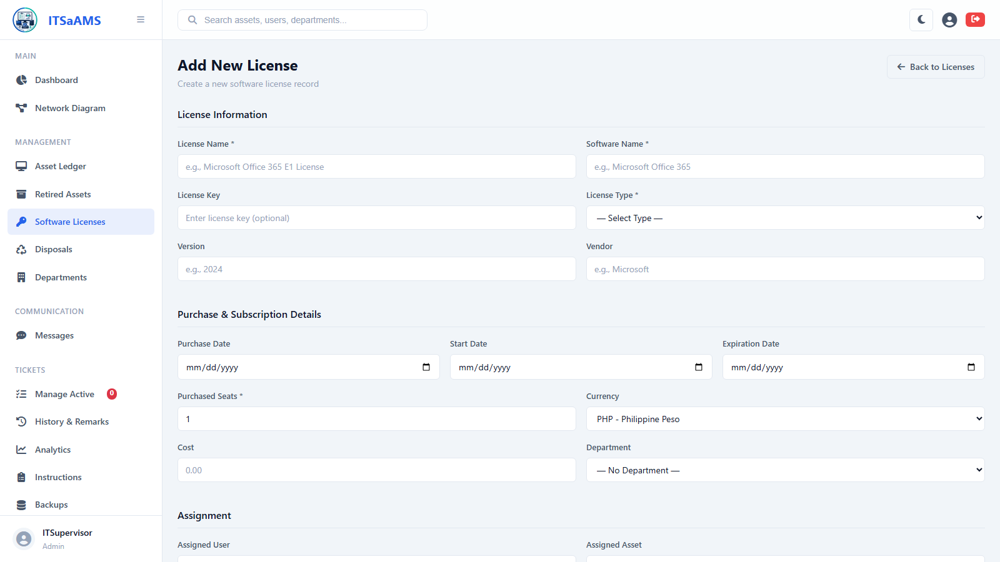 ITSaAMS
Search assets, users, departments...
MAIN
Dashboard
Network Diagram
MANAGEMENT
Asset Ledger
Retired Assets
Software Licenses
Disposals
Departments
COMMUNICATION
Messages
TICKETS
Manage Active 0
History & Remarks
Analytics
Instructions
Backups
ITSupervisor
Admin
Add New License
Create a new software license record
Back to Licenses
License Information
License Name * Software Name *
e.g., Microsoft Office 365 E1 License e.g., Microsoft Office 365
License Key License Type *
Enter license key (optional) — Select Type —
Version Vendor
e.g., 2024 e.g., Microsoft
Purchase & Subscription Details
Purchase Date Start Date Expiration Date
mm/dd/yyyy mm/dd/yyyy mm/dd/yyyy
Purchased Seats * Currency
1 PHP - Philippine Peso
Cost Department
0.00 — No Department —
Assignment
Assigned User Assigned Asset